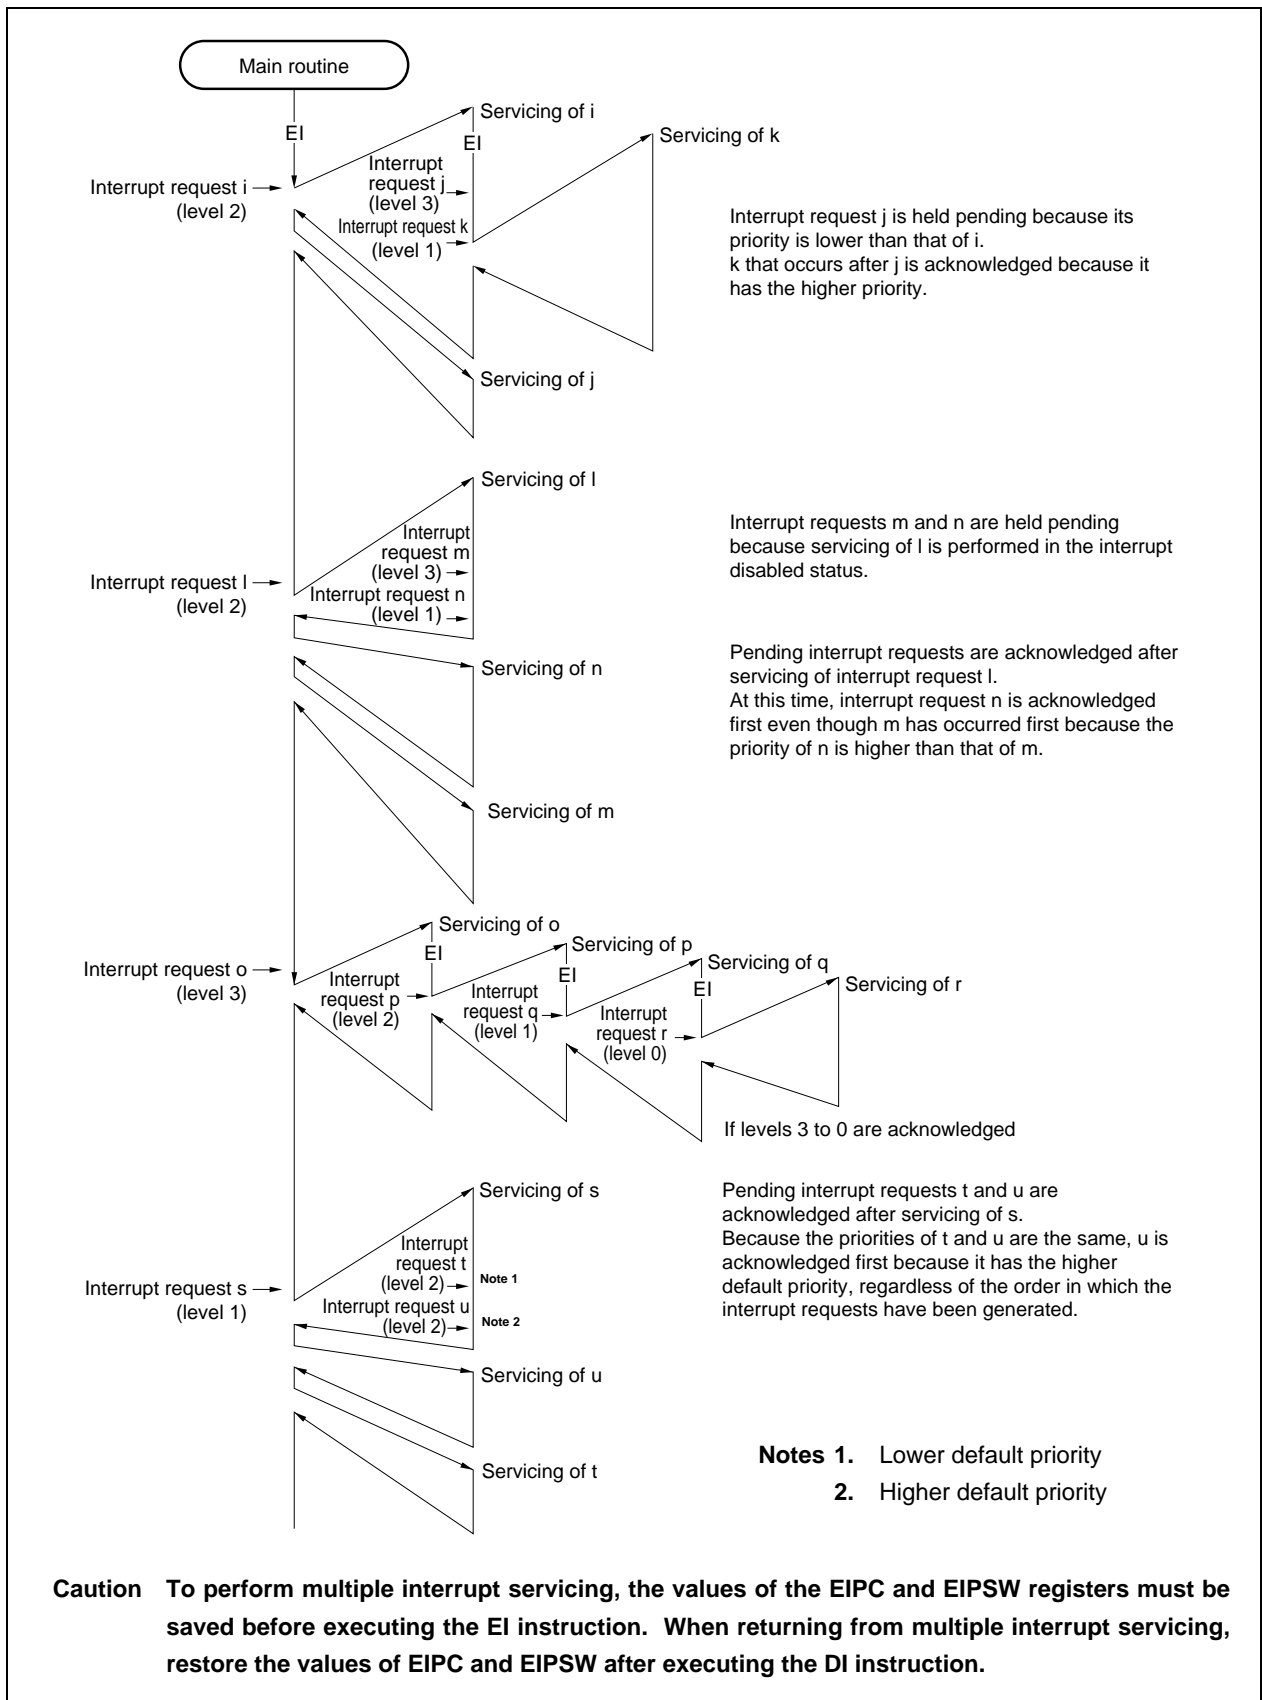 Main routine
EI
Servicing of i
EI
Servicing of k
Interrupt
request j
(level 3)
Interrupt request i
(level 2)
Interrupt request k
(level 1)
Interrupt request j is held pending because its
priority is lower than that of i.
k that occurs after j is acknowledged because it
has the higher priority.
Servicing of j
Servicing of l
Interrupt
request m
(level 3)
Interrupt request l
(level 2)
Interrupt request n
(level 1)
Interrupt requests m and n are held pending
because servicing of l is performed in the interrupt
disabled status.
Servicing of n
Pending interrupt requests are acknowledged after
servicing of interrupt request l.
At this time, interrupt request n is acknowledged
first even though m has occurred first because the
priority of n is higher than that of m.
Servicing of m
Servicing of o
EI
Servicing of p
EI
Servicing of q
EI
Servicing of r
Interrupt request o
(level 3)
Interrupt
request p
(level 2)
Interrupt
request q
(level 1)
Interrupt
request r
(level 0)
If levels 3 to 0 are acknowledged
Servicing of s
Interrupt
request t
(level 2)
Note 1
Interrupt request s
(level 1)
Interrupt request u
(level 2)
Note 2
Pending interrupt requests t and u are
acknowledged after servicing of s.
Because the priorities of t and u are the same, u is
acknowledged first because it has the higher
default priority, regardless of the order in which the
interrupt requests have been generated.
Servicing of u
Servicing of t
Notes 1. Lower default priority
2. Higher default priority
Caution To perform multiple interrupt servicing, the values of the EIPC and EIPSW registers must be
saved before executing the EI instruction. When returning from multiple interrupt servicing,
restore the values of EIPC and EIPSW after executing the DI instruction.